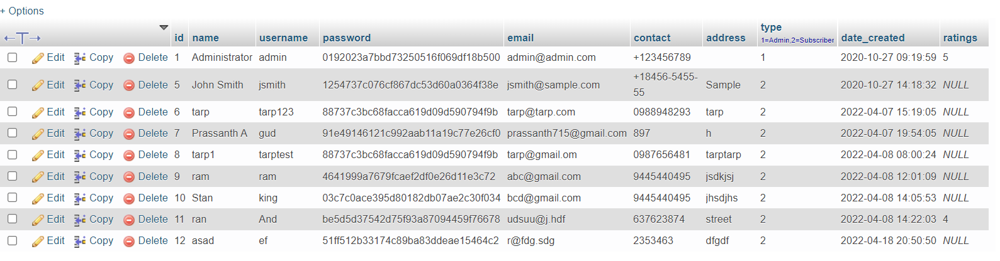 + Options
id name username password email contact address type 1=Admin,2=Subscriber date_created ratings
Edit Copy Delete 1 Administrator admin 0192023a7bbd73250516f069df18b500 admin@admin.com +123456789 1 2020-10-27 09:19:59 5
Edit Copy Delete 5 John Smith jsmith 1254737c076cf867dc53d60a0364f38e jsmith@sample.com +18456-5455-55 Sample 2 2020-10-27 14:18:32 NULL
Edit Copy Delete 6 tarp tarp123 88737c3bc68facca619d09d590794f9b tarp@tarp.com 0988948293 tarp 2 2022-04-07 15:19:05 NULL
Edit Copy Delete 7 Prassanth A gud 91e49146121c992aab11a19c77e26cf0 prassanth715@gmail.com 897 h 2 2022-04-07 19:54:05 NULL
Edit Copy Delete 8 tarp1 tarptest 88737c3bc68facca619d09d590794f9b tarp@gmail.om 0987656481 tarptarp 2 2022-04-08 08:00:24 NULL
Edit Copy Delete 9 ram ram 4641999a7679fcaef2df0e26d11e3c72 abc@gmail.com 9445440495 jsdkjsj 2 2022-04-08 12:01:09 NULL
Edit Copy Delete 10 Stan king 03c7c0ace395d80182db07ae2c30f034 bcd@gmail.com 9445440495 jhsdjhs 2 2022-04-08 14:05:53 NULL
Edit Copy Delete 11 ran And be5d5d37542d75f93a87094459f76678 udsuu@j.hdf 637623874 street 2 2022-04-08 14:22:03 4
Edit Copy Delete 12 asad ef 51ff512b33174c89ba83ddeae15464c2 r@fdg.sdg 2353463 dfgdf 2 2022-04-18 20:50:50 NULL